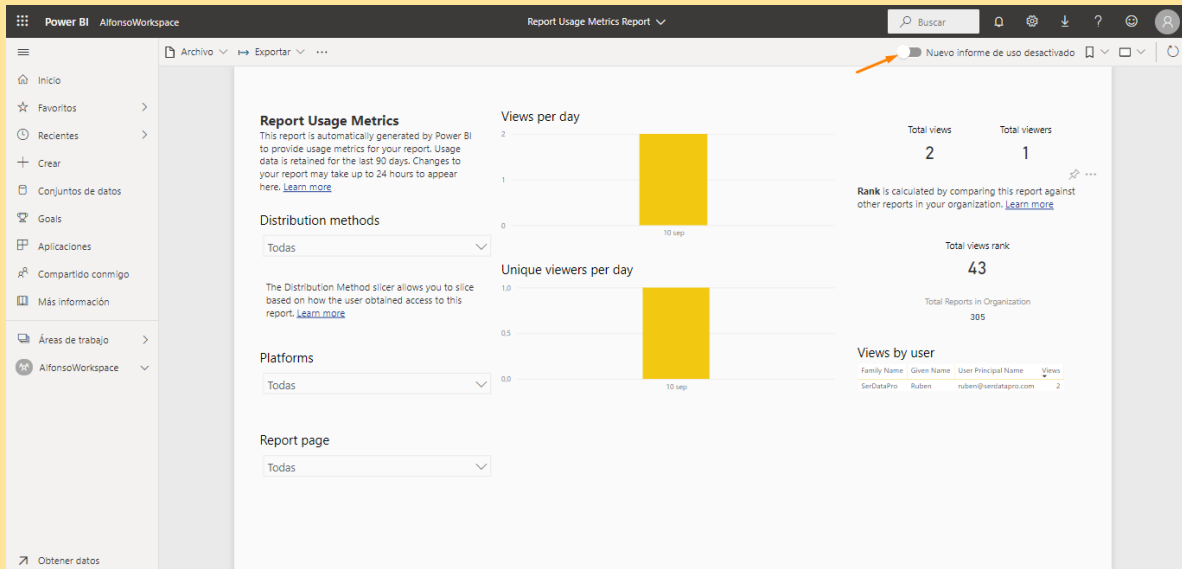 Power BI AlfonsoWorkspace
Report Usage Metrics Report
Buscar
Archivo
Exportar
Nuevo informe de uso desactivado
Inicio
Favoritos
Recientes
Crear
Conjuntos de datos
Goals
Aplicaciones
Compartido conmigo
Más información
Áreas de trabajo
AlfonsoWorkspace
Obtener datos
Report Usage Metrics
This report is automatically generated by Power BI
to provide usage metrics for your report. Usage
data is retained for the last 90 days. Changes to
your report may take up to 24 hours to appear
here. Learn more
Distribution methods
Todas
The Distribution Method slicer allows you to slice
based on how the user obtained access to this
report. Learn more
Platforms
Todas
Report page
Todas
Views per day
2
1
0
10 sep
Unique viewers per day
1,0
0,5
0,0
10 sep
Total views Total viewers
2 1
Rank is calculated by comparing this report against
other reports in your organization. Learn more
Total views rank
43
Total Reports in Organization
305
Views by user
Family Name Given Name User Principal Name Views
SerDataPro Ruben ruben@serdatapro.com 2